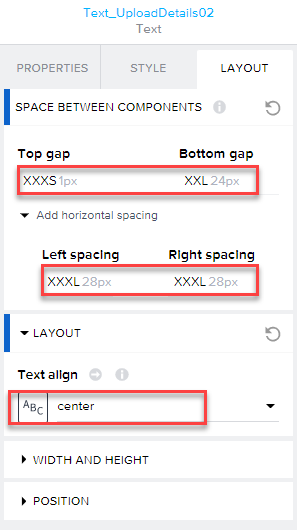 Text_UploadDetails02
Text
PROPERTIES STYLE LAYOUT
SPACE BETWEEN COMPONENTS
Top gap Bottom gap
XXXS 1px XXL 24px
Add horizontal spacing
Left spacing Right spacing
XXXL 28px XXXL 28px
LAYOUT
Text align
ABC center
WIDTH AND HEIGHT
POSITION